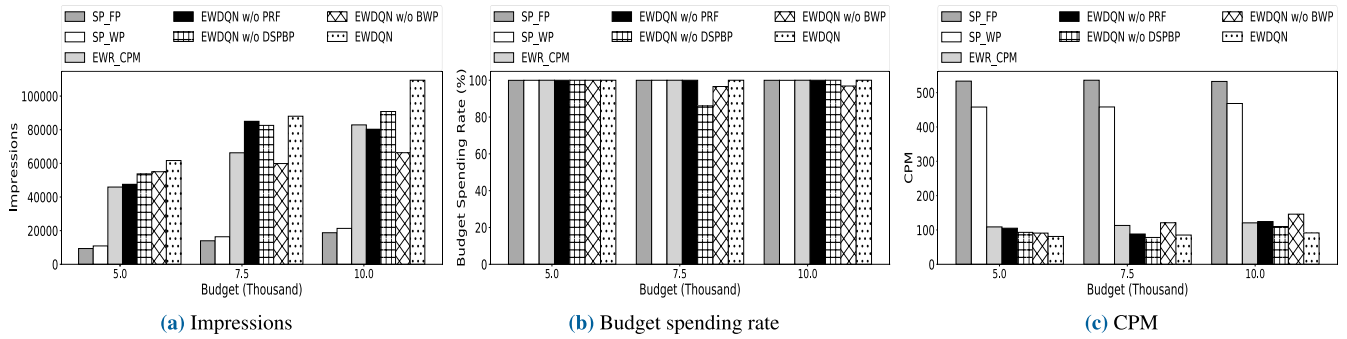 SP_FP
SP_WP
EWR_CPM
EWDQN w/o PRF
EWDQN w/o DSPBP
EWDQN w/o BWP
EWDQN
Impressions
100000
80000
60000
40000
20000
0
5.0
7.5
10.0
Budget (Thousand)
(a) Impressions
SP_FP
SP_WP
EWR_CPM
EWDQN w/o PRF
EWDQN w/o DSPBP
EWDQN w/o BWP
EWDQN
Budget Spending Rate (%)
100
80
60
40
20
0
5.0
7.5
10.0
Budget (Thousand)
(b) Budget spending rate
SP_FP
SP_WP
EWR_CPM
EWDQN w/o PRF
EWDQN w/o DSPBP
EWDQN w/o BWP
EWDQN
CPM
500
400
300
200
100
0
5.0
7.5
10.0
Budget (Thousand)
(c) CPM